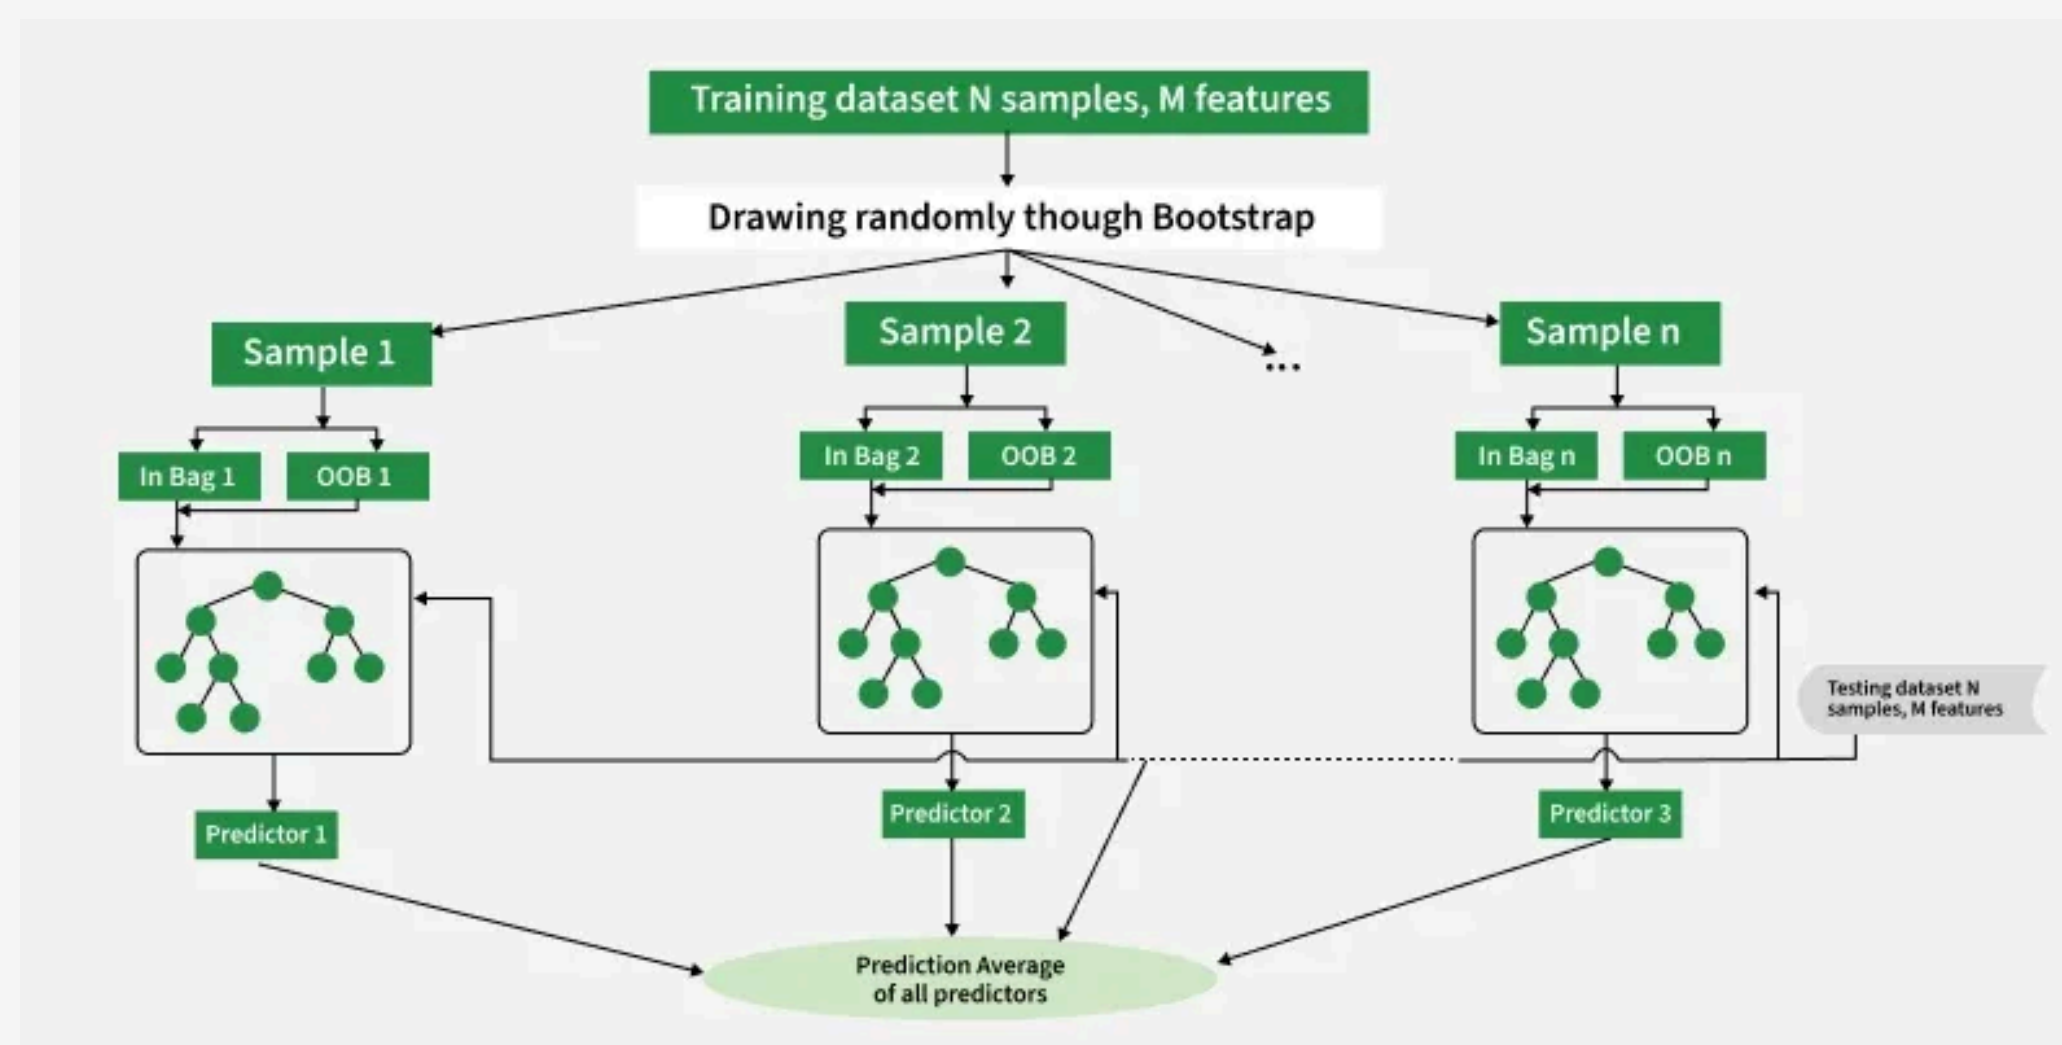 Training dataset N samples, M features
Drawing randomly though Bootstrap
Sample 1
Sample 2
...
Sample n
In Bag 1
OOB 1
In Bag 2
OOB 2
In Bag n
OOB n
Testing dataset N
samples, M features
Predictor 1
Predictor 2
Predictor 3
Prediction Average
of all predictors